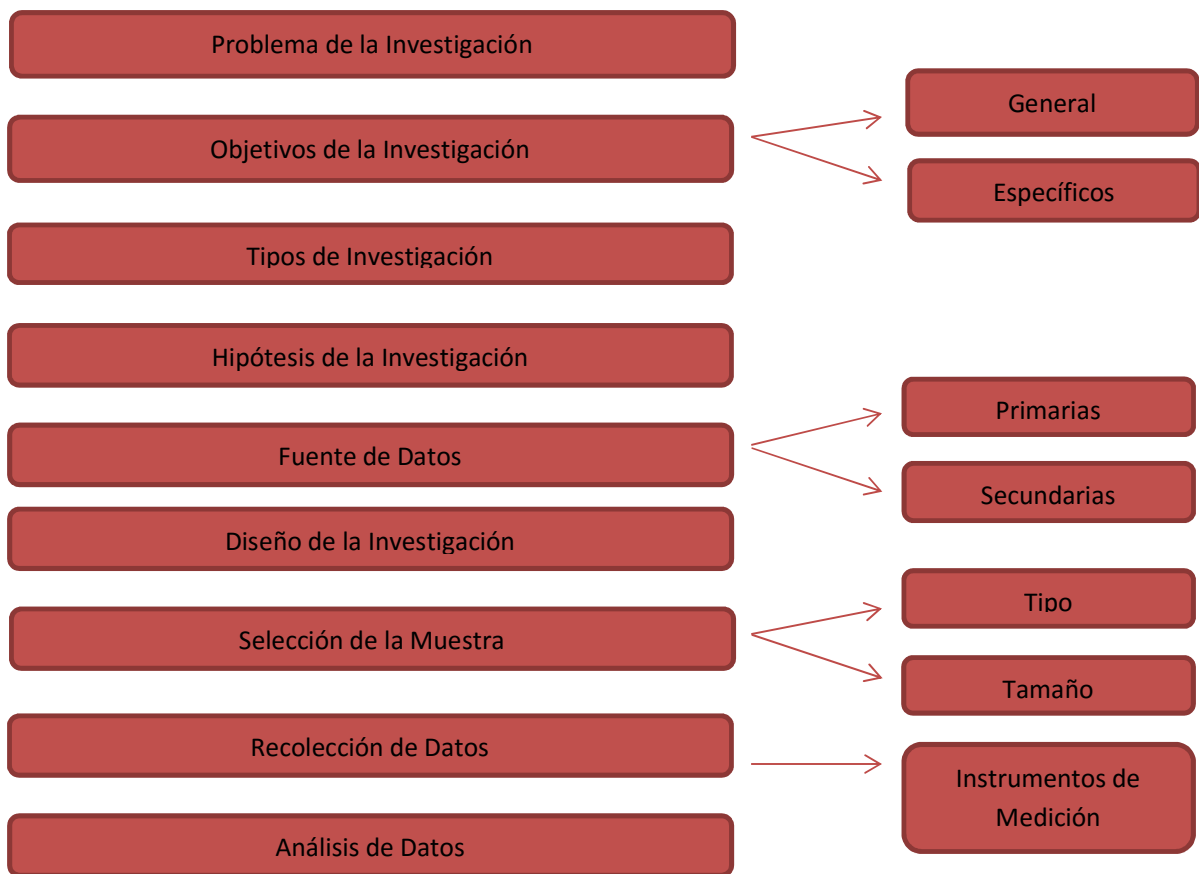 Problema de la Investigación
Objetivos de la Investigación
General
Específicos
Tipos de Investigación
Hipótesis de la Investigación
Fuente de Datos
Primarias
Secundarias
Diseño de la Investigación
Selección de la Muestra
Tipo
Tamaño
Recolección de Datos
Instrumentos de
Medición
Análisis de Datos